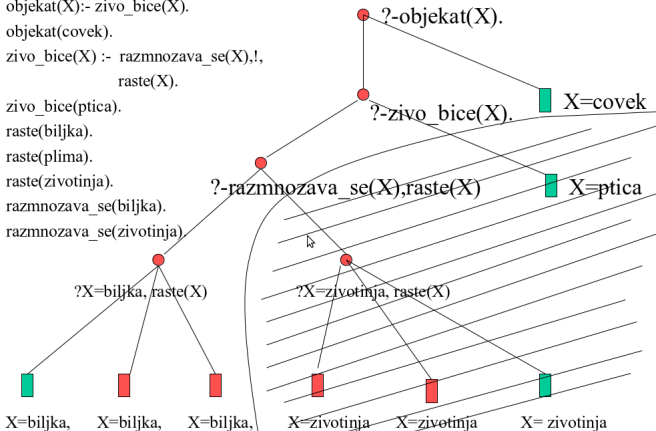 objekat(X):- zivo_bice(X).
objekat(covek).
zivo_bice(X) :- razmnozava_se(X),!,
raste(X).
zivo_bice(ptica).
raste(biljka).
raste(plima).
raste(zivotinja).
razmnozava_se(biljka).
razmnozava_se(zivotinja).
?-objekat(X).
X=covek
?-zivo_bice(X).
X=ptica
?-razmnozava_se(X),raste(X)
?X=biljka, raste(X)
?X=zivotinja, raste(X)
X=biljka, X=biljka, X=biljka, X=zivotinja X=zivotinja X= zivotinja